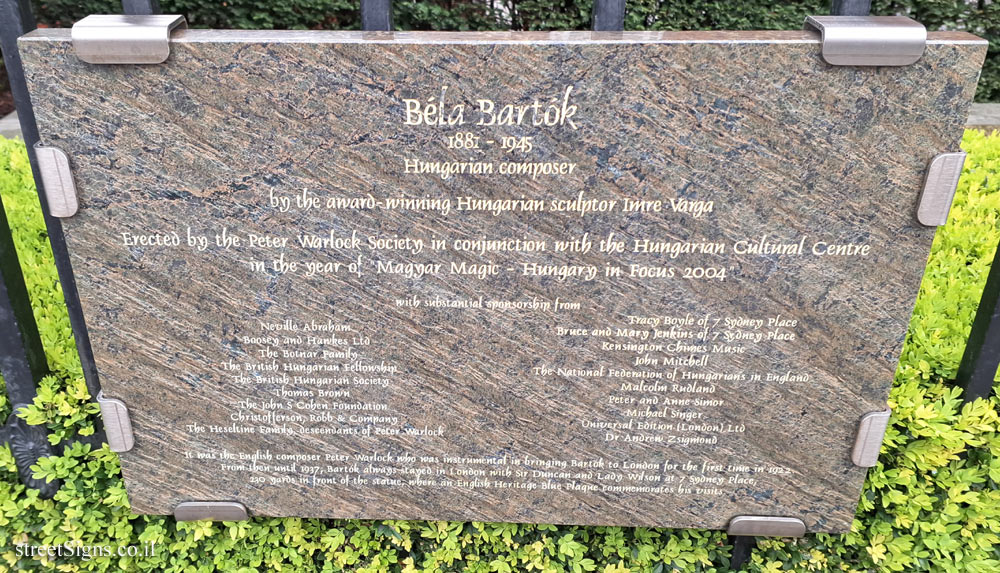 Béla Bartók
1881 - 1945
Hungarian composer
by the award-winning Hungarian sculptor Imre Varga
Erected by the Peter Warlock Society in conjunction with the Hungarian Cultural Centre
in the year of "Magyar Magic - Hungary in Focus 2004"
with substantial sponsorship from
Neville Abraham
Boosey and Hawkes Ltd
The Botnar Family
The British Hungarian Fellowship
The British Hungarian Society
Thomas Brown
The John S Cohen Foundation
Christofferson, Robb & Company
The Heseltine Family, descendants of Peter Warlock
Tracy Boyle of 7 Sydney Place
Bruce and Mary Jenkins of 7 Sydney Place
Kensington Chimes Music
John Mitchell
The National Federation of Hungarians in England
Malcolm Rudland
Peter and Anne Simor
Michael Singer
Universal Edition (London) Ltd
Dr Andrew Zsigmond
It was the English composer Peter Warlock who was instrumental in bringing Bartók to London for the first time in 1922.
From then until 1937, Bartók always stayed in London with Sir Duncan and Lady Wilson at 7 Sydney Place,
230 yards in front of the statue, where an English Heritage Blue Plaque commemorates his visits.
streetSigns.co.il